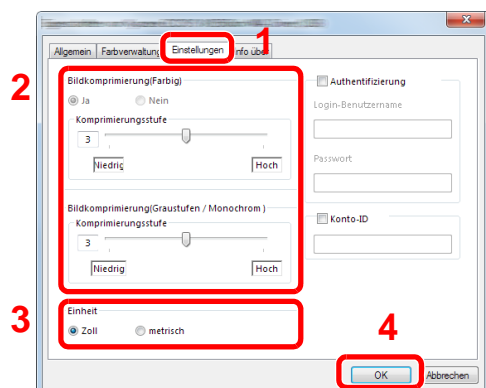 1
Allgemein Farbverwaltung Einstellungen Info über
2
Bildkomprimierung(Farbig)
Ja Nein
Komprimierungsstufe
3
Niedrig Hoch
Bildkomprimierung(Graustufen / Monochrom )
Komprimierungsstufe
3
Niedrig Hoch
Authentifizierung
Login-Benutzername
Passwort
Konto-ID
3
Einheit
Zoll metrisch
4
OK Abbrechen